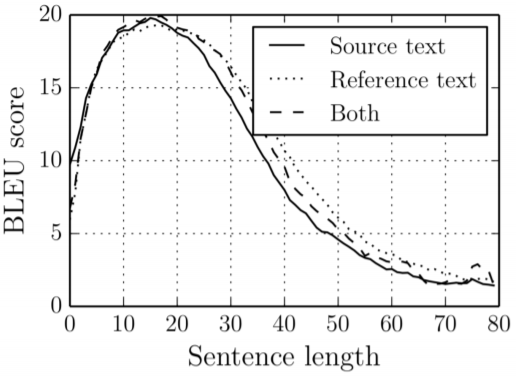 20
15
10
5
0
BLEU score
Source text
Reference text
Both
0 10 20 30 40 50 60 70 80
Sentence length